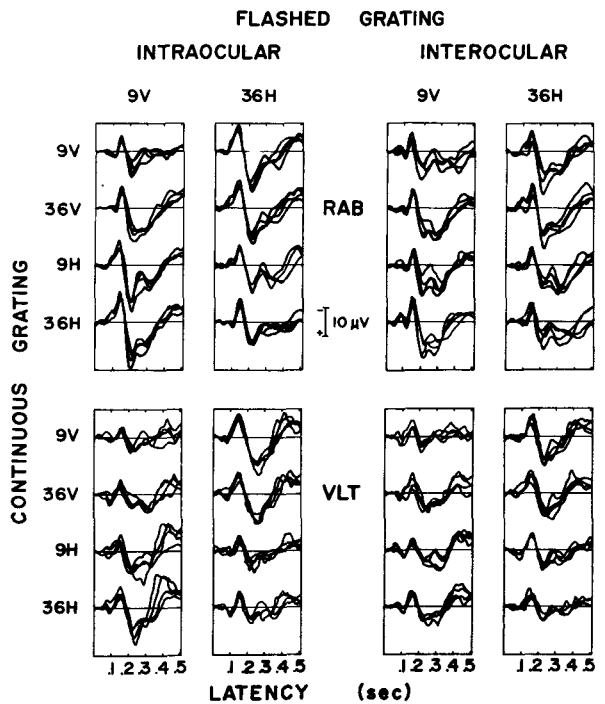 FLASHED GRATING
INTRAOCULAR INTEROCULAR
9V 36H 9V 36H
CONTINUOUS GRATING
9V
36V RAB
9H
36H - + 10 µV
9V
36V VLT
9H
36H
.1 .2 .3 .4 .5 .1 .2 .3 .4 .5 .1 .2 .3 .4 .5 .1 .2 .3 .4 .5
LATENCY (sec)